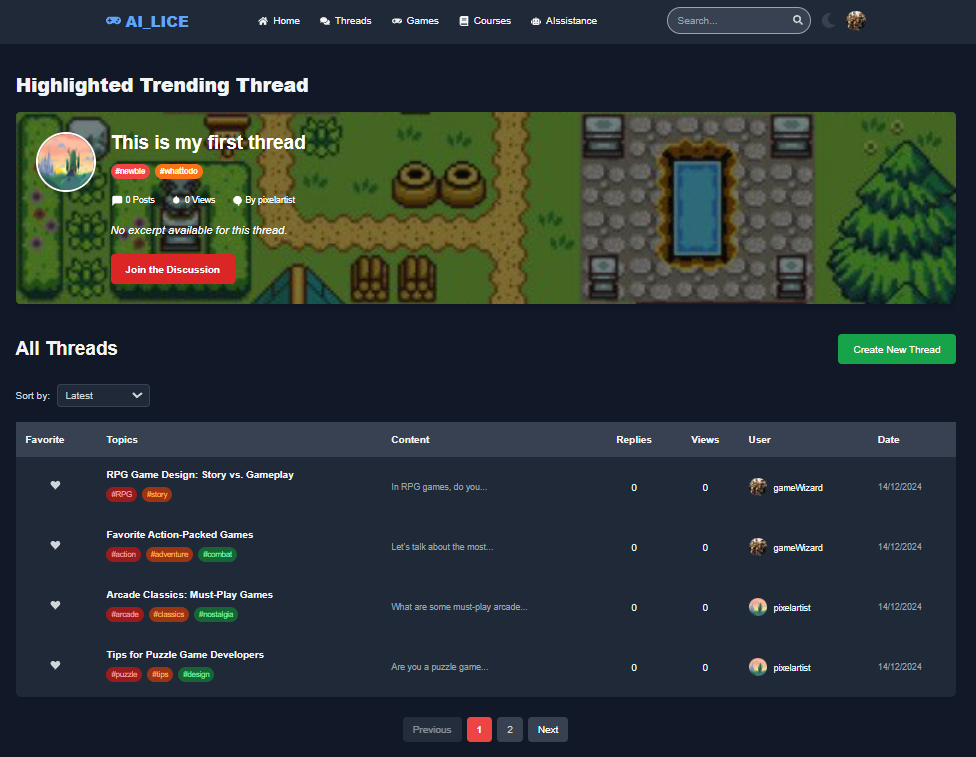 AI_LICE
Home Threads Games Courses AIssistance
Search...
Highlighted Trending Thread
This is my first thread
#newbie #whattodo
0 Posts 0 Views By pixelartist
No excerpt available for this thread.
Join the Discussion
All Threads
Create New Thread
Sort by: Latest
Favorite Topics Content Replies Views User Date
RPG Game Design: Story vs. Gameplay
#RPG #story
In RPG games, do you... 0 0 gameWizard 14/12/2024
Favorite Action-Packed Games
#action #adventure #combat
Let's talk about the most... 0 0 gameWizard 14/12/2024
Arcade Classics: Must-Play Games
#arcade #classics #nostalgia
What are some must-play arcade... 0 0 pixelartist 14/12/2024
Tips for Puzzle Game Developers
#puzzle #tips #design
Are you a puzzle game... 0 0 pixelartist 14/12/2024
Previous 1 2 Next